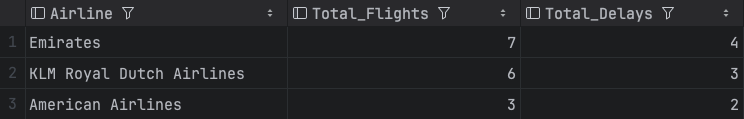 Airline Total_Flights Total_Delays
1 Emirates 7 4
2 KLM Royal Dutch Airlines 6 3
3 American Airlines 3 2